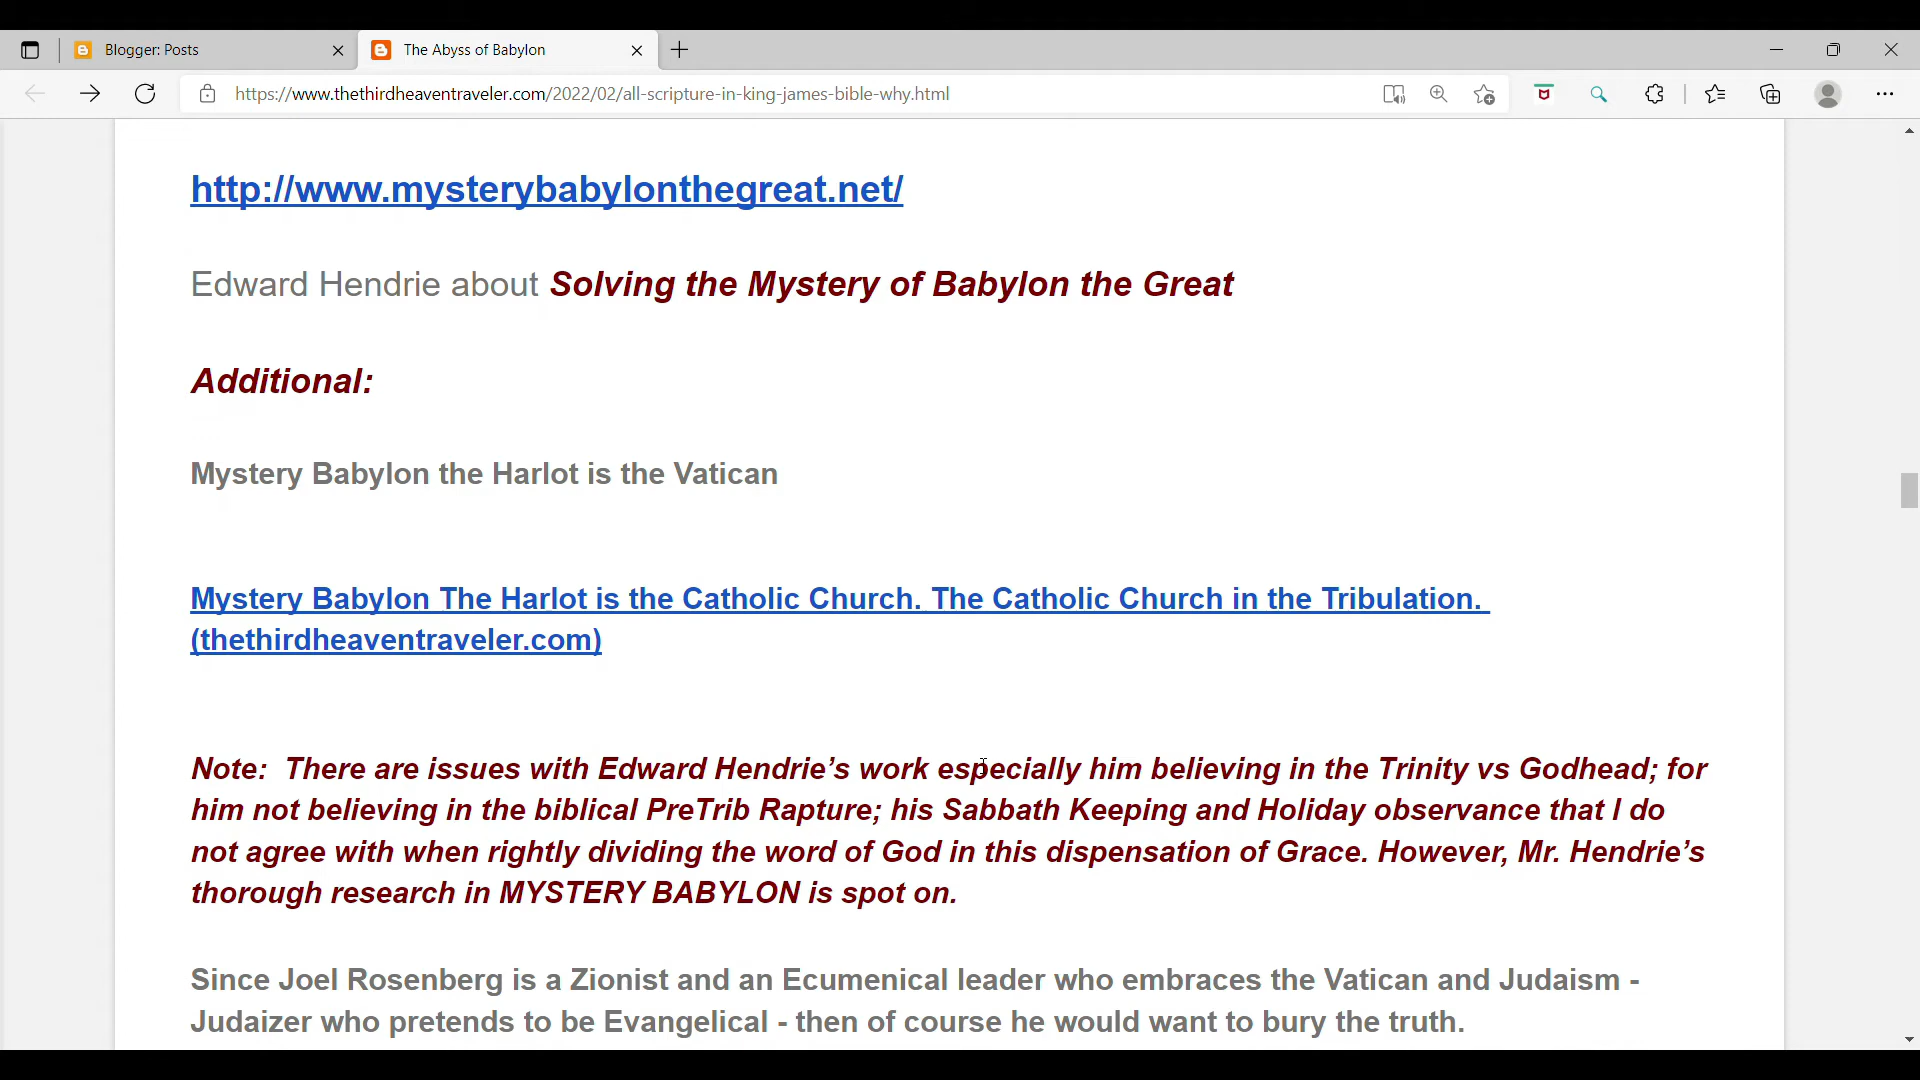 Blogger: Posts
The Abyss of Babylon
https://www.thethirdheaventraveler.com/2022/02/all-scripture-in-king-james-bible-why.html
http://www.mysterybabylonthegreat.net/
Edward Hendrie about Solving the Mystery of Babylon the Great
Additional:
Mystery Babylon the Harlot is the Vatican
Mystery Babylon The Harlot is the Catholic Church. The Catholic Church in the Tribulation.
(thethirdheaventraveler.com)
Note:  There are issues with Edward Hendrie’s work especially him believing in the Trinity vs Godhead; for
him not believing in the biblical PreTrib Rapture; his Sabbath Keeping and Holiday observance that I do
not agree with when rightly dividing the word of God in this dispensation of Grace. However, Mr. Hendrie’s
thorough research in MYSTERY BABYLON is spot on.
Since Joel Rosenberg is a Zionist and an Ecumenical leader who embraces the Vatican and Judaism -
Judaizer who pretends to be Evangelical - then of course he would want to bury the truth.